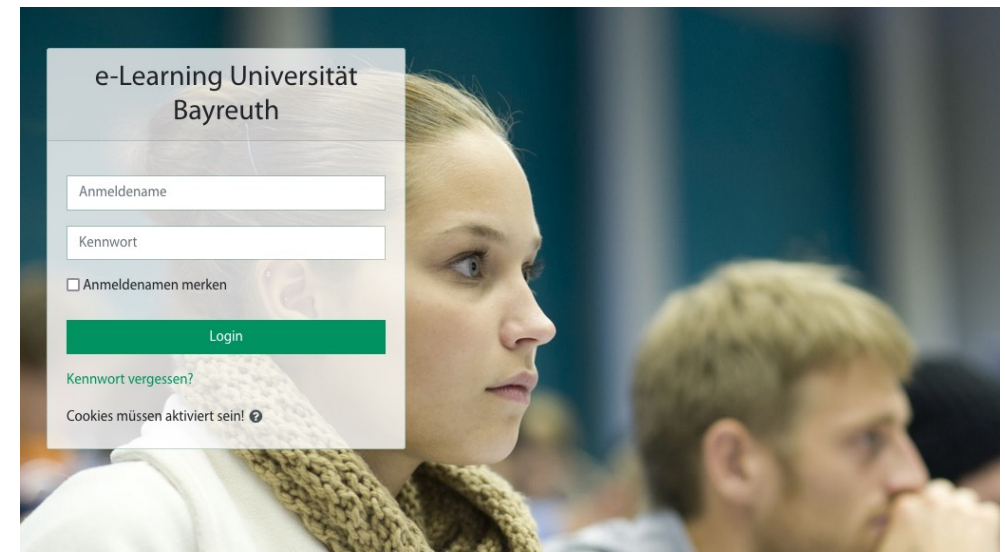 e-Learning Universität
Bayreuth
Anmeldename
Kennwort
Anmeldenamen merken
Login
Kennwort vergessen?
Cookies müssen aktiviert sein!